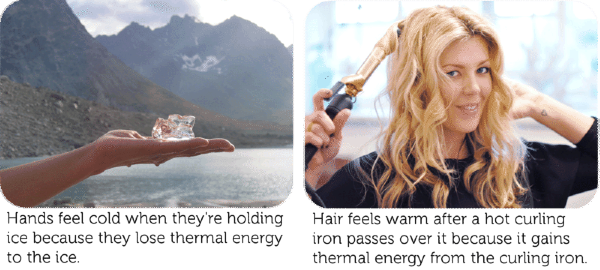 Hands feel cold when they're holding
ice because they lose thermal energy
to the ice.
Hair feels warm after a hot curling
iron passes over it because it gains
thermal energy from the curling iron.